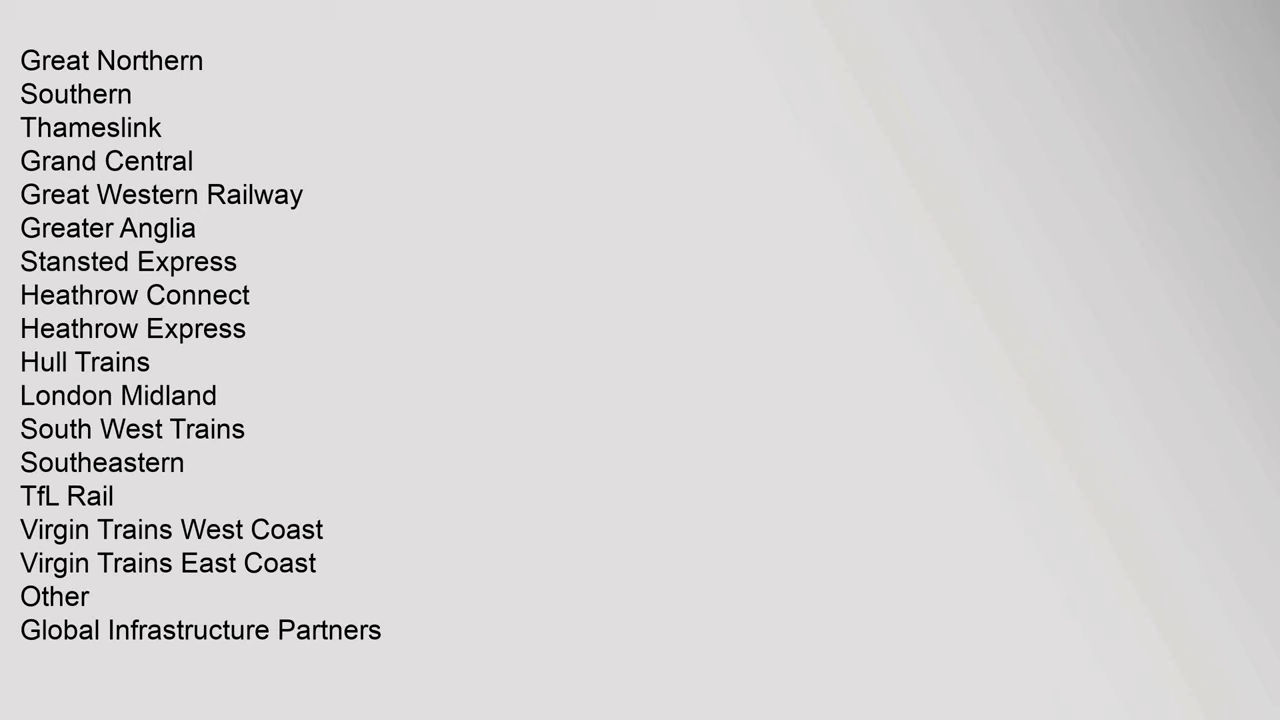 Great Northern
Southern
Thameslink
Grand Central
Great Western Railway
Greater Anglia
Stansted Express
Heathrow Connect
Heathrow Express
Hull Trains
London Midland
South West Trains
Southeastern
TfL Rail
Virgin Trains West Coast
Virgin Trains East Coast
Other
Global Infrastructure Partners